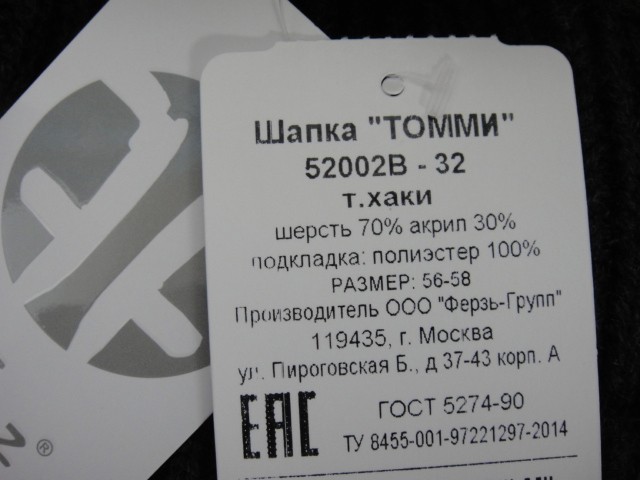 Шапка "ТОММИ"
52002В - 32
т.хаки
шерсть 70% акрил 30%
подкладка: полиэстер 100%
РАЗМЕР: 56-58
Производитель ООО "Ферзь-Групп"
119435, г. Москва
ул. Пироговская Б., д 37-43 корп. А
ЕАС
ГОСТ 5274-90
ТУ 8455-001-97221297-2014
®